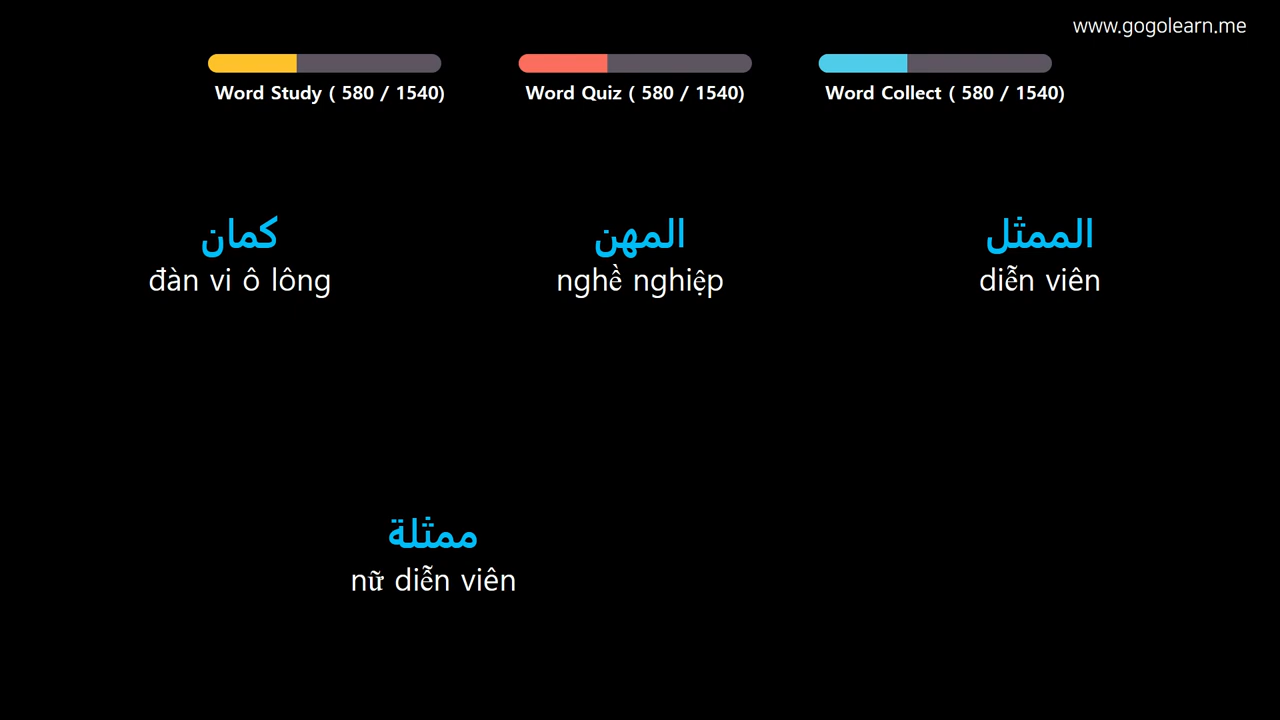 www.gogolearn.me
Word Study ( 580 / 1540)
Word Quiz ( 580 / 1540)
Word Collect ( 580 / 1540)
كمان
đàn vi ô lông
المهن
nghề nghiệp
الممثل
diễn viên
ممثلة
nữ diễn viên